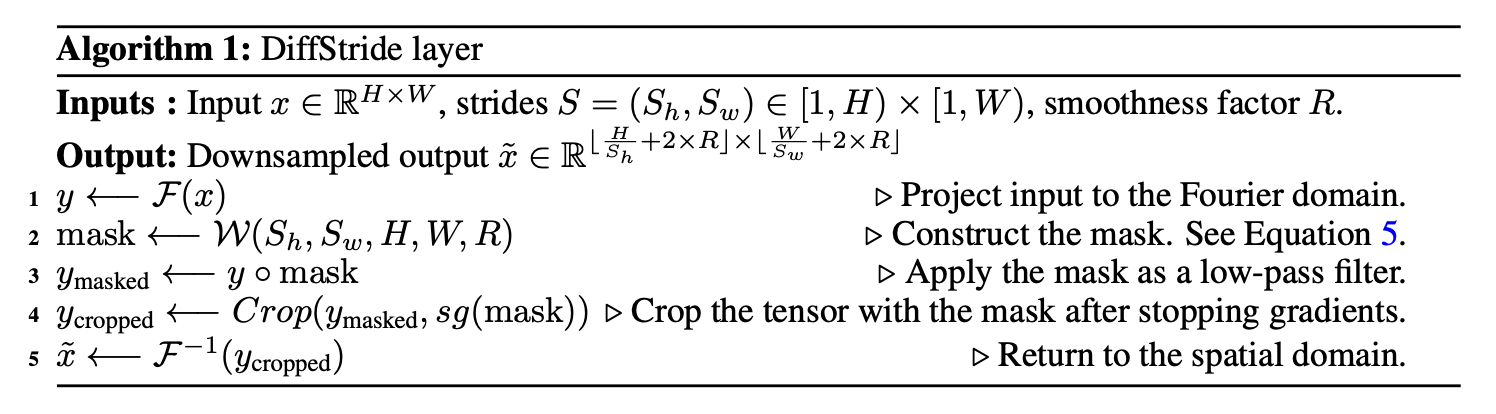 Algorithm 1: DiffStride layer
Inputs : Input $x \in \mathbb{R}^{H \times W}$, strides $S = (S_h, S_w) \in [1, H) \times [1, W)$, smoothness factor $R$.
Output: Downsampled output $\tilde{x} \in \mathbb{R}^{\lfloor \frac{H}{S_h} + 2 \times R \rfloor \times \lfloor \frac{W}{S_w} + 2 \times R \rfloor}$
1 $y \longleftarrow \mathcal{F}(x)$ ▷ Project input to the Fourier domain.
2 $\text{mask} \longleftarrow \mathcal{W}(S_h, S_w, H, W, R)$ ▷ Construct the mask. See Equation 5.
3 $y_{\text{masked}} \longleftarrow y \circ \text{mask}$ ▷ Apply the mask as a low-pass filter.
4 $y_{\text{cropped}} \longleftarrow Crop(y_{\text{masked}}, sg(\text{mask}))$ ▷ Crop the tensor with the mask after stopping gradients.
5 $\tilde{x} \longleftarrow \mathcal{F}^{-1}(y_{\text{cropped}})$ ▷ Return to the spatial domain.